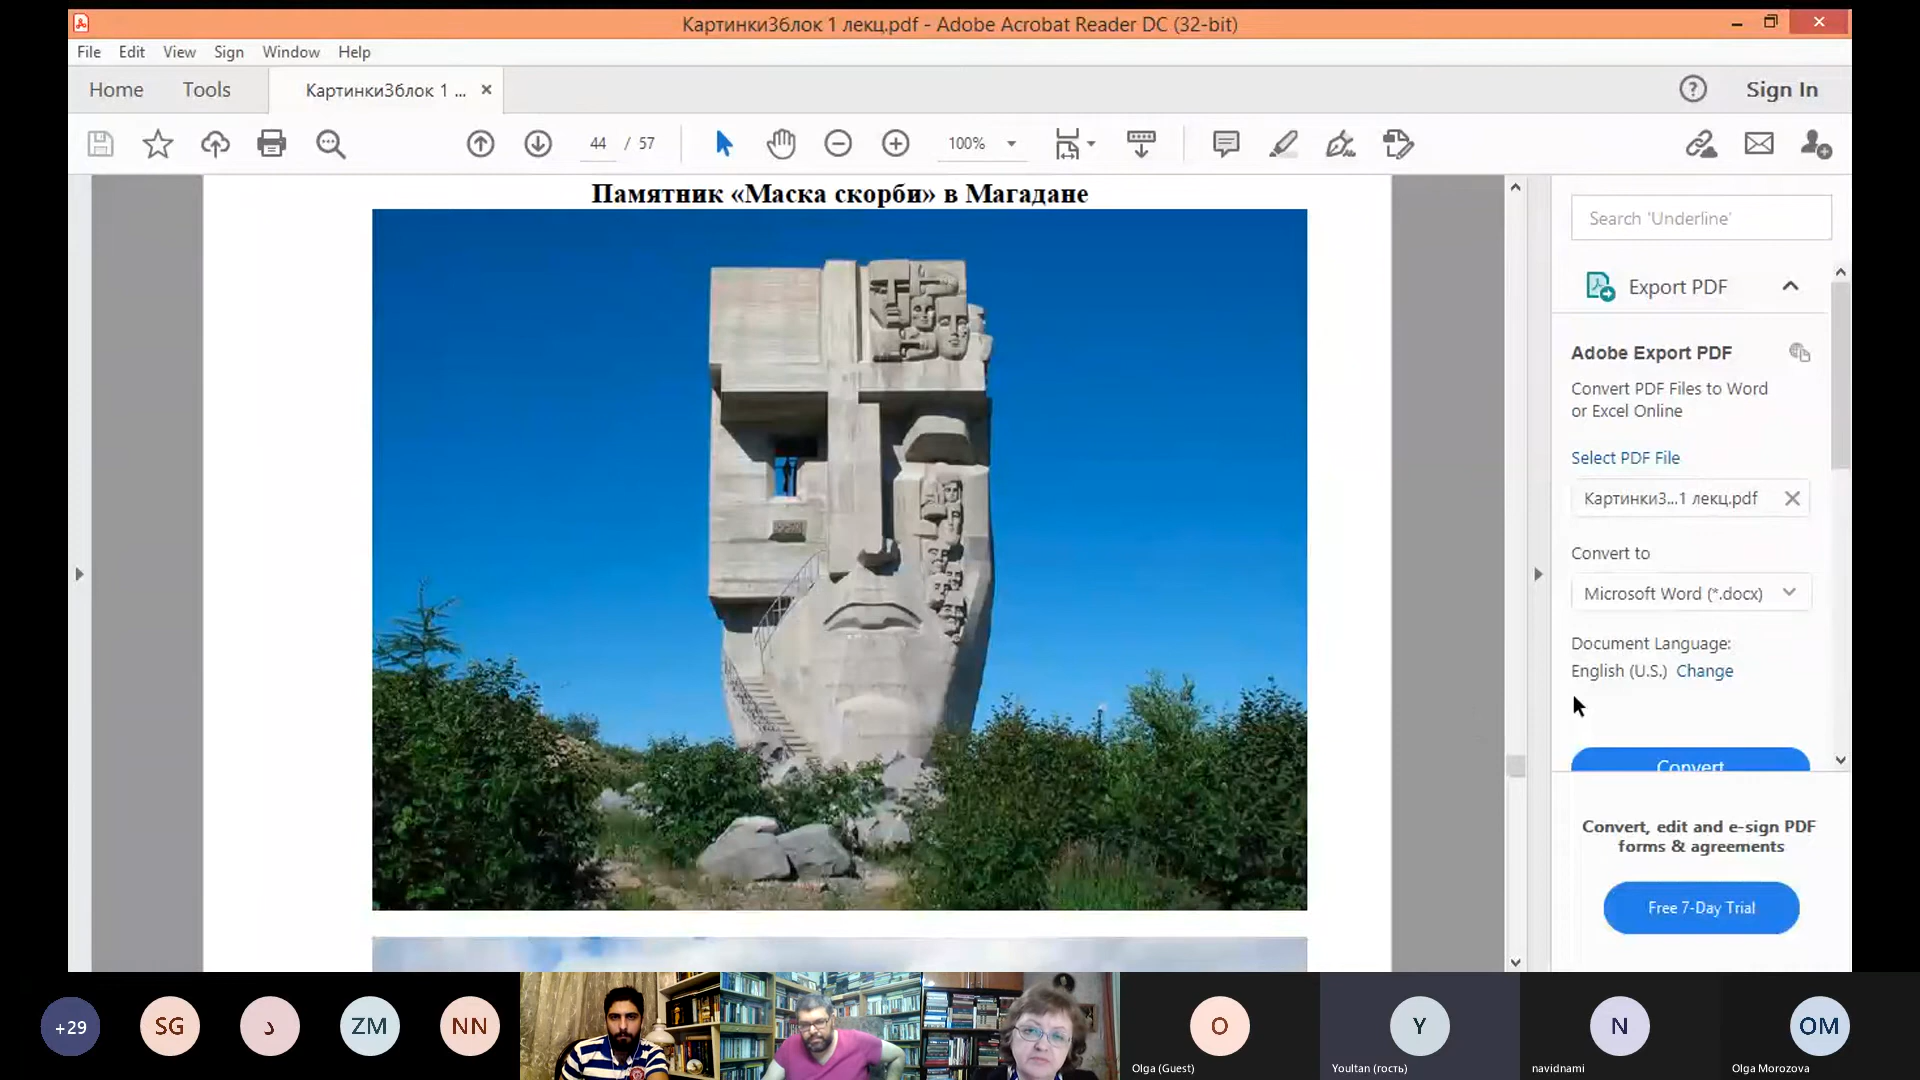 Картинки3блок 1 лекц.pdf - Adobe Acrobat Reader DC (32-bit)
File Edit View Sign Window Help
Home Tools Картинки3блок 1 ... Sign In
44 / 57 100%
Памятник «Маска скорби» в Магадане
Search 'Underline'
Export PDF
Adobe Export PDF
Convert PDF Files to Word
or Excel Online
Select PDF File
Картинки3...1 лекц.pdf
Convert to
Microsoft Word (*.docx)
Document Language:
English (U.S.) Change
Convert
Convert, edit and e-sign PDF
forms & agreements
Free 7-Day Trial
+29 SG د ZM NN O Y N OM
Olga (Guest) Youltan (гость) navidnami Olga Morozova